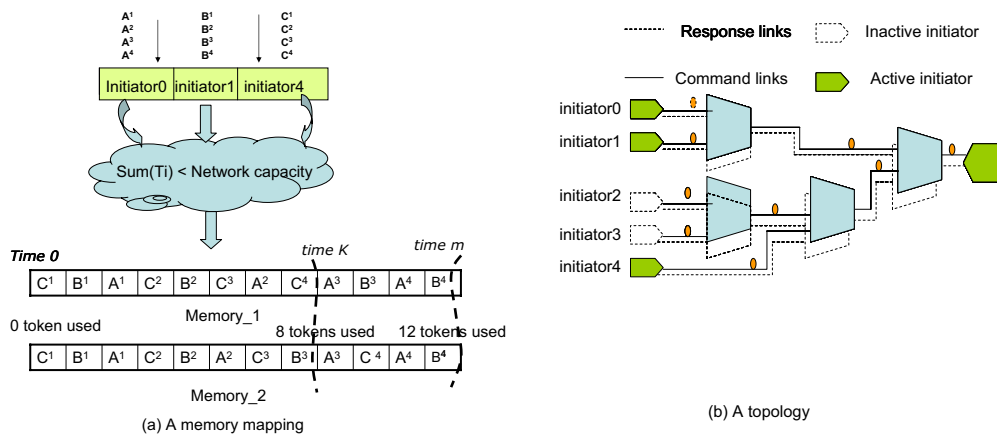 A¹ B¹ C¹
A² B² C²
A³ B³ C³
A⁴ B⁴ C⁴
Initiator0 initiator1 initiator4
Sum(Ti) < Network capacity
Time 0 time K time m
C¹ B¹ A¹ C² B² C³ A² C⁴ A³ B³ A⁴ B⁴
Memory_1
0 token used 8 tokens used 12 tokens used
C¹ B¹ A¹ C² B² A² C³ B³ A³ C⁴ A⁴ B⁴
Memory_2
(a) A memory mapping
Response links Inactive initiator
Command links Active initiator
initiator0
initiator1
initiator2
initiator3
initiator4
(b) A topology